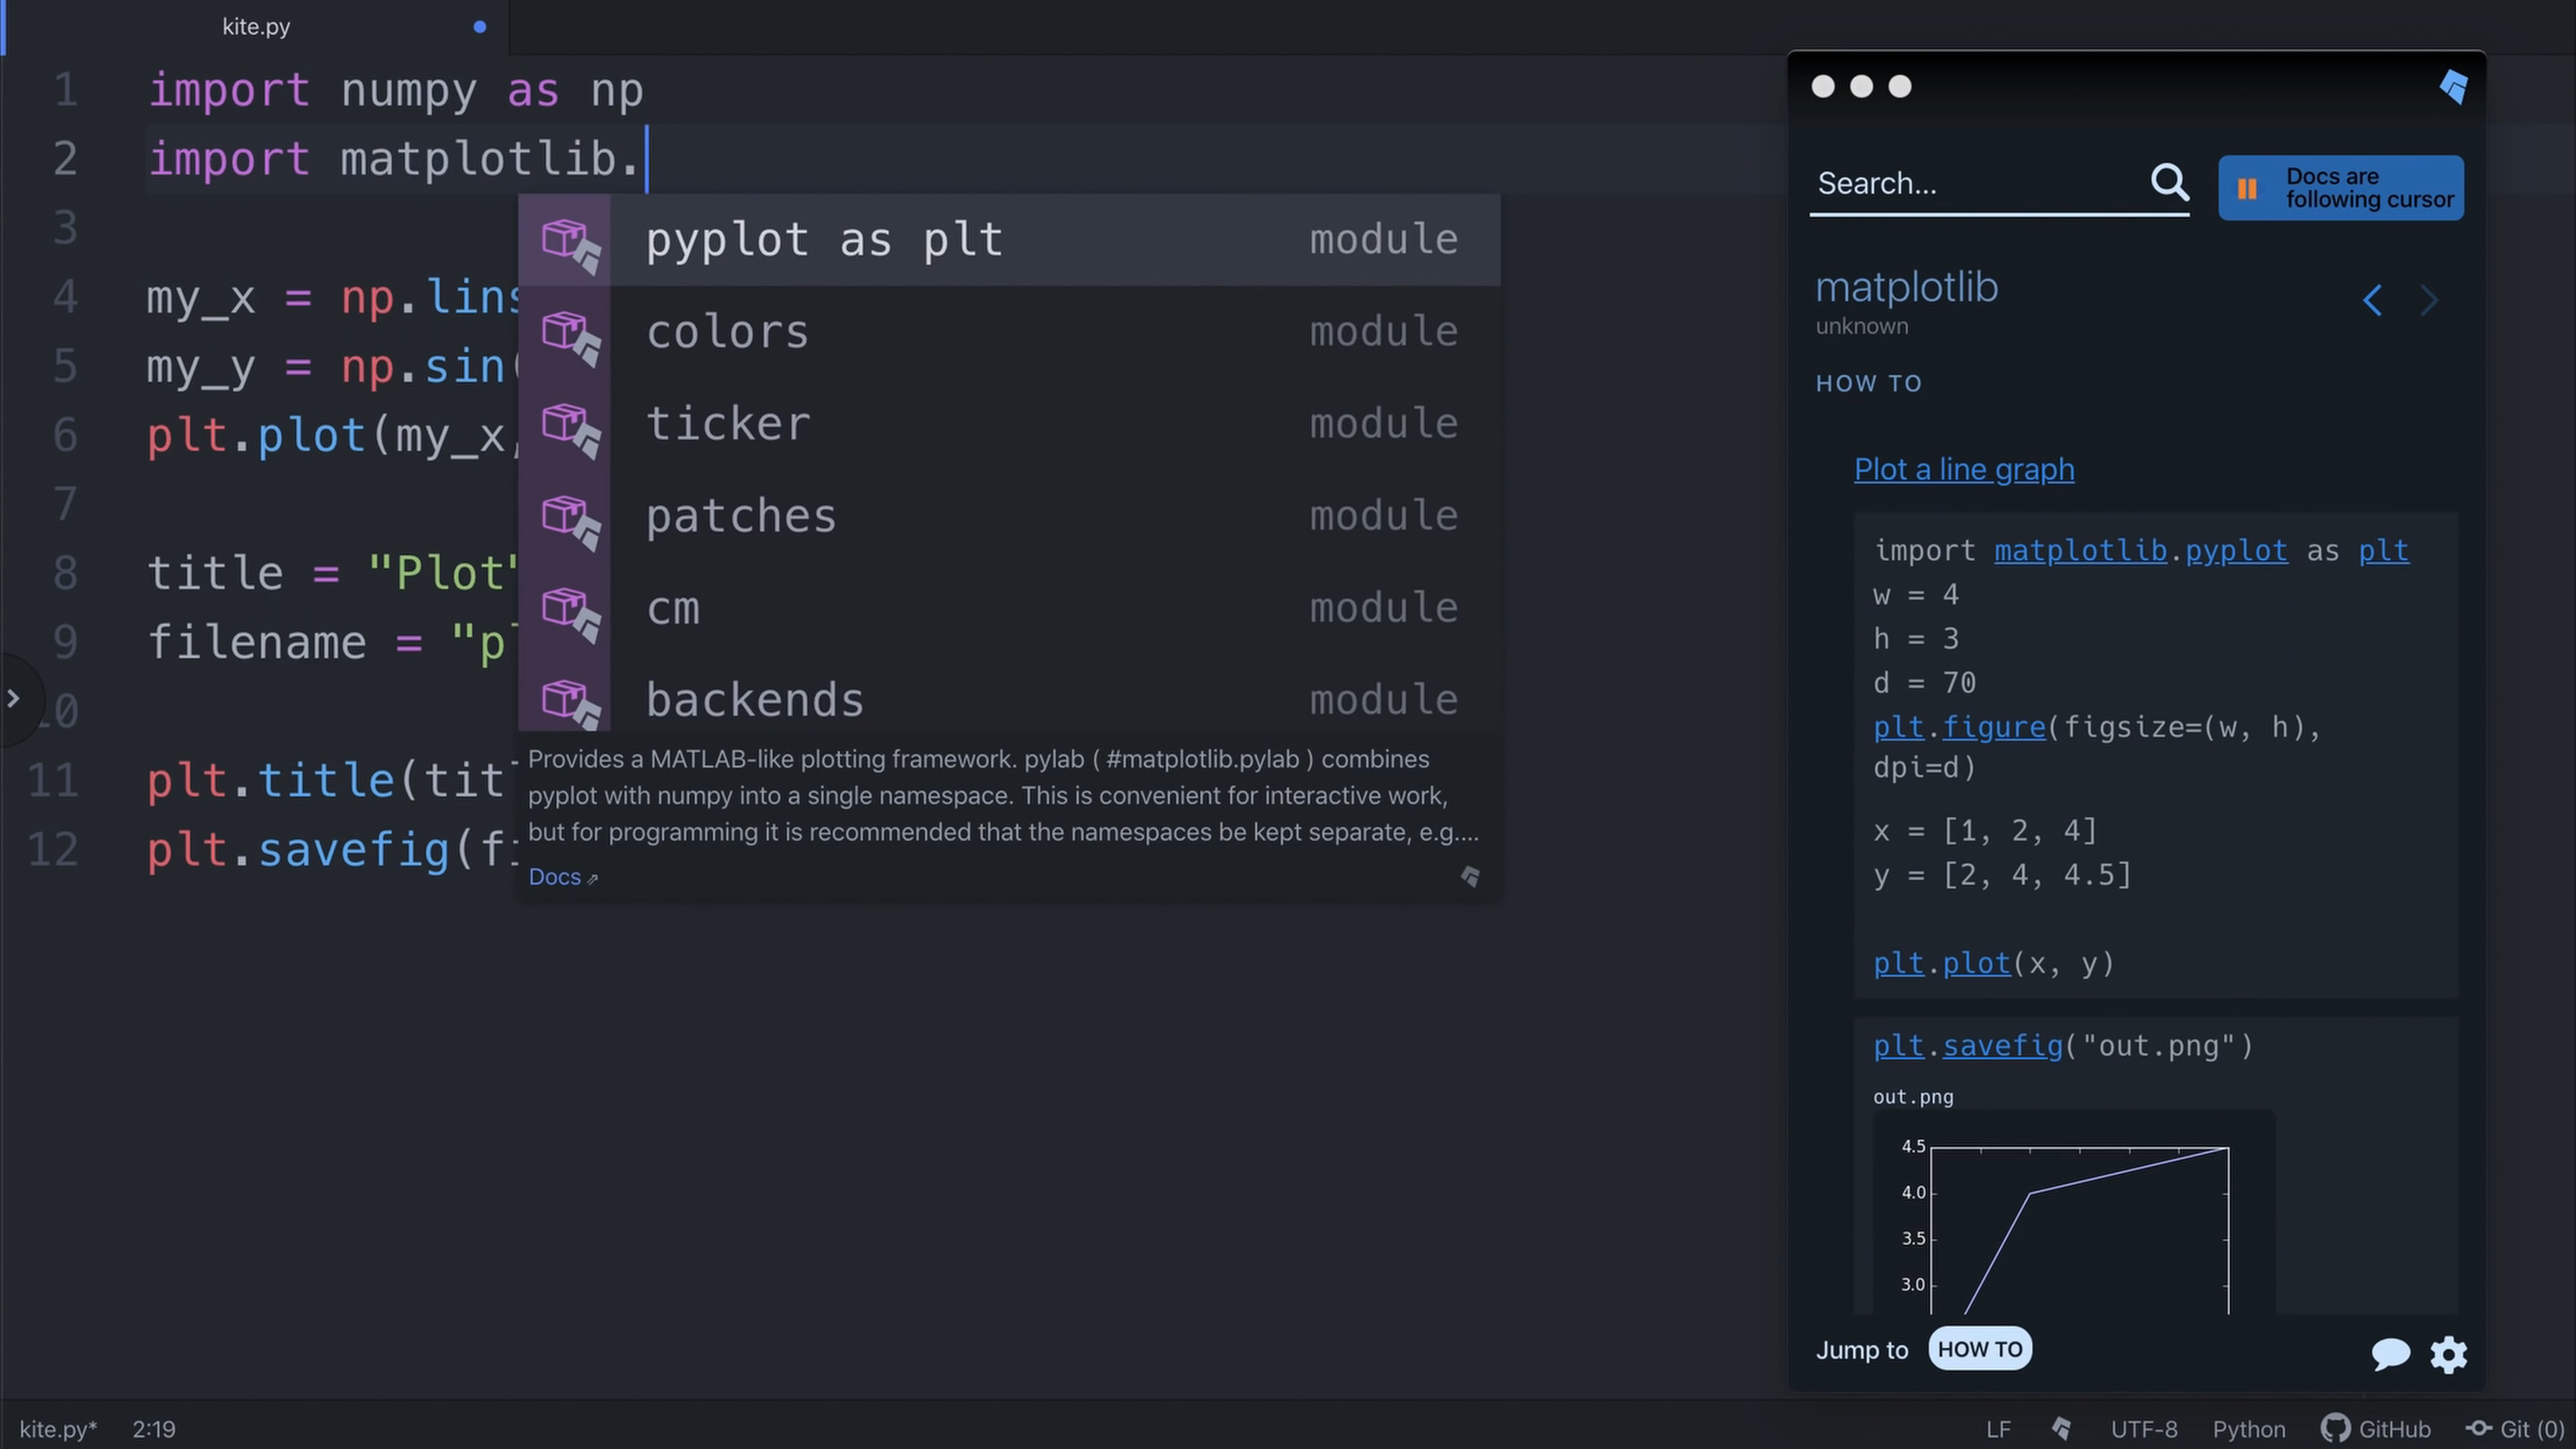 kite.py
1 import numpy as np
2 import matplotlib.
3
4 my_x = np.lins
5 my_y = np.sin(
6 plt.plot(my_x,
7
8 title = "Plot"
9 filename = "pl
10
11 plt.title(tit
12 plt.savefig(fi
pyplot as plt module
colors module
ticker module
patches module
cm module
backends module
Provides a MATLAB-like plotting framework. pylab ( #matplotlib.pylab ) combines
pyplot with numpy into a single namespace. This is convenient for interactive work,
but for programming it is recommended that the namespaces be kept separate, e.g....
Docs
Search...
Docs are
following cursor
matplotlib
unknown
HOW TO
Plot a line graph
import matplotlib.pyplot as plt
w = 4
h = 3
d = 70
plt.figure(figsize=(w, h),
dpi=d)
x = [1, 2, 4]
y = [2, 4, 4.5]
plt.plot(x, y)
plt.savefig("out.png")
out.png
4.5
4.0
3.5
3.0
Jump to HOW TO
kite.py* 2:19 LF UTF-8 Python GitHub Git (0)